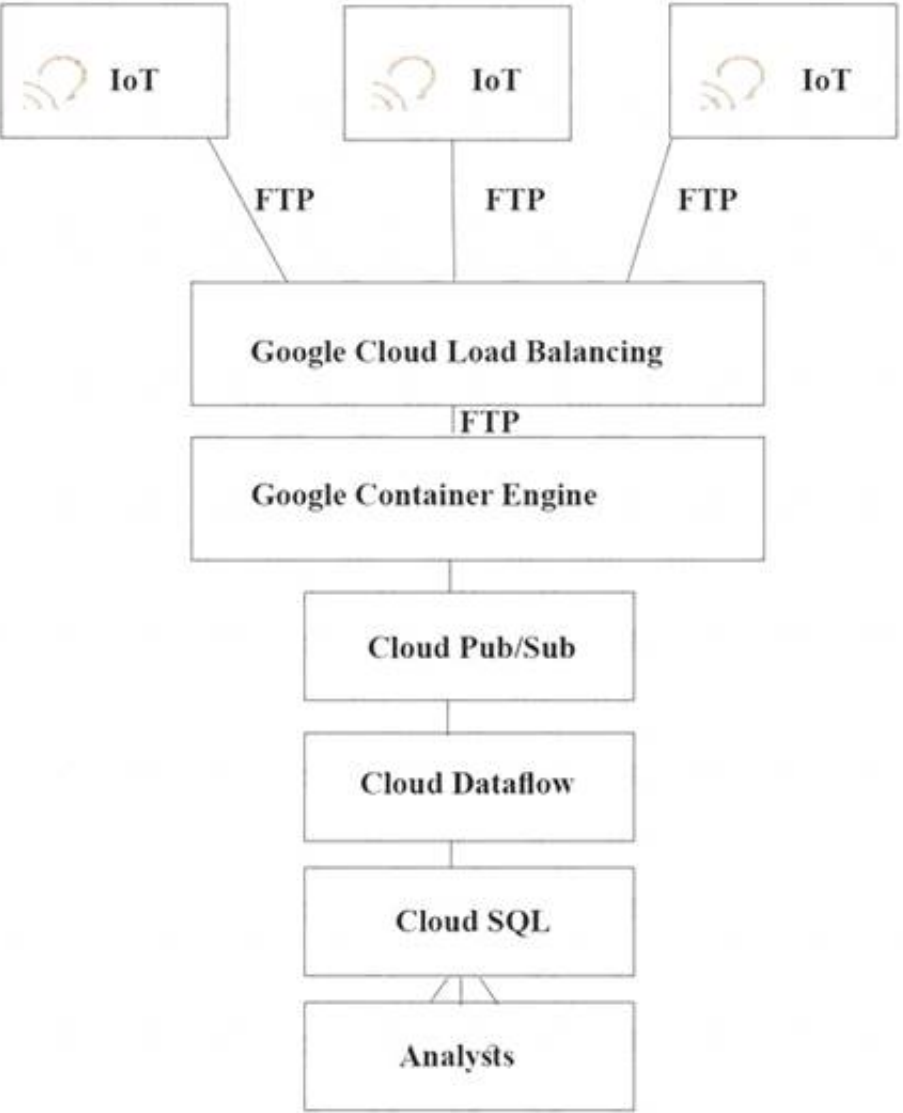 IoT
IoT
IoT
FTP
FTP
FTP
Google Cloud Load Balancing
FTP
Google Container Engine
Cloud Pub/Sub
Cloud Dataflow
Cloud SQL
Analysts